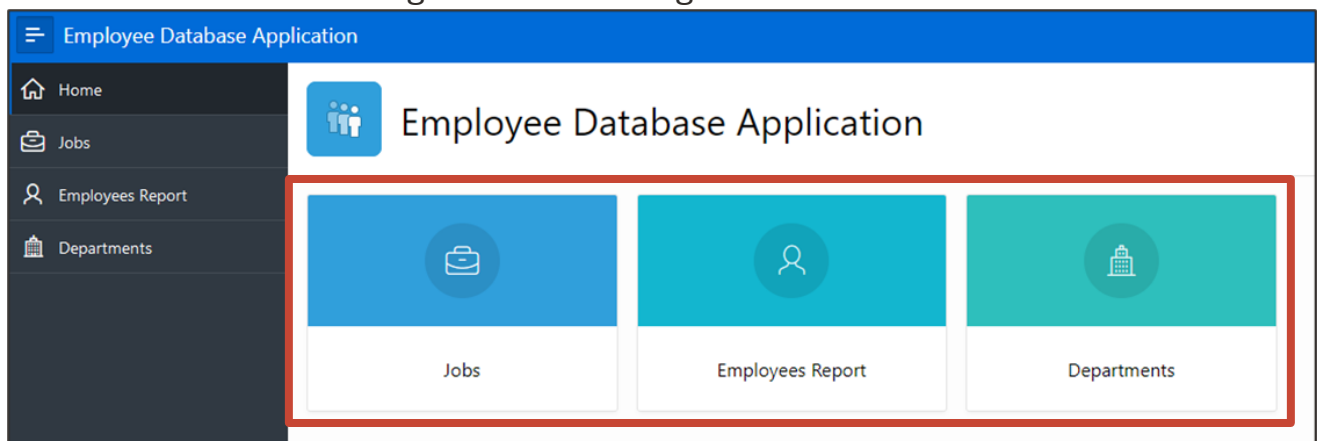 Employee Database Application
Home
Jobs
Employees Report
Departments
Employee Database Application
Jobs
Employees Report
Departments